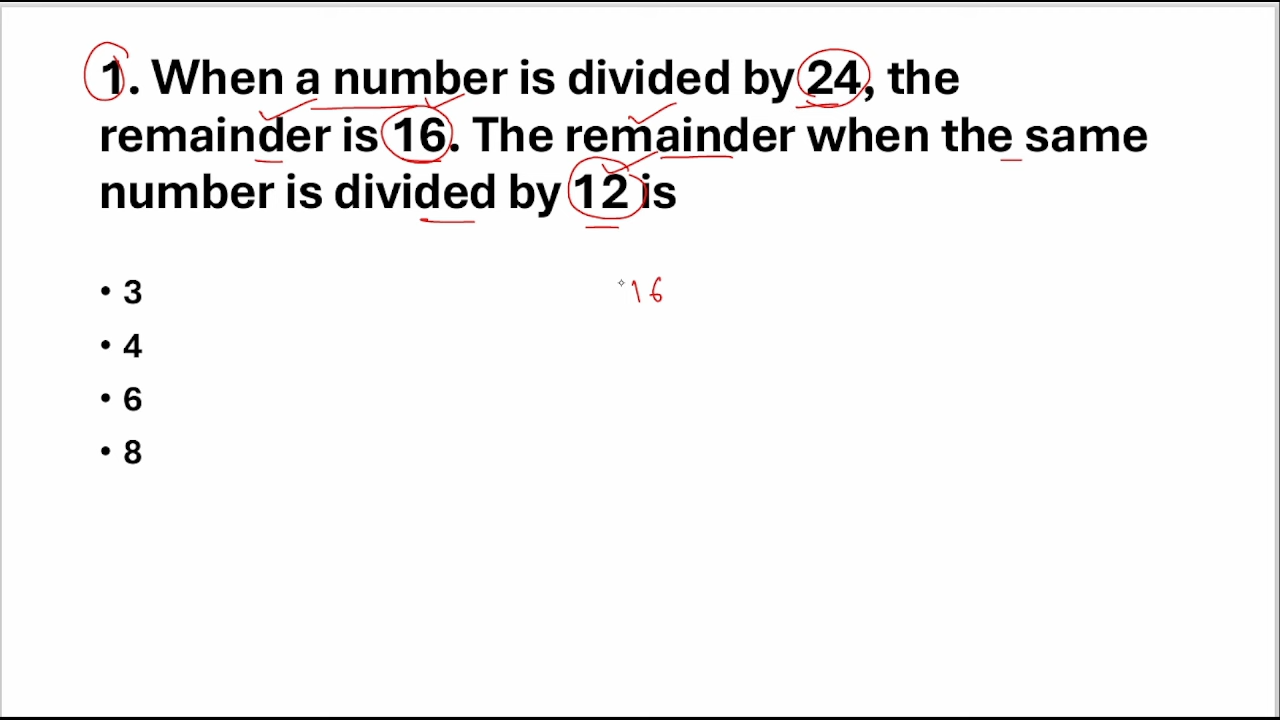 1. When a number is divided by 24, the
remainder is 16. The remainder when the same
number is divided by 12 is
• 3
16
• 4
• 6
• 8